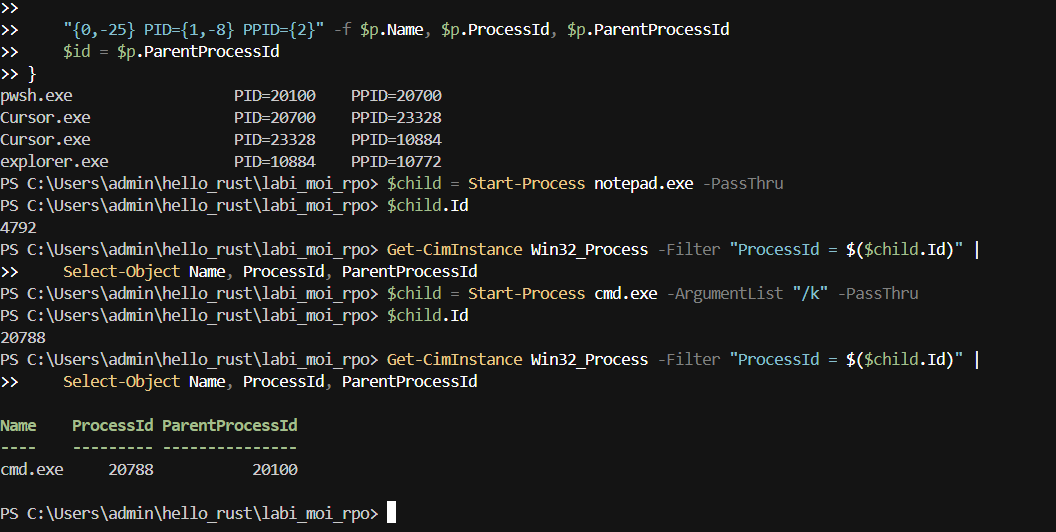 >>
>>     "{0,-25} PID={1,-8} PPID={2}" -f $p.Name, $p.ProcessId, $p.ParentProcessId
>>     $id = $p.ParentProcessId
>> }
pwsh.exe                  PID=20100    PPID=20700
Cursor.exe                PID=20700    PPID=23328
Cursor.exe                PID=23328    PPID=10884
explorer.exe              PID=10884    PPID=10772
PS C:\Users\admin\hello_rust\labi_moi_rpo> $child = Start-Process notepad.exe -PassThru
PS C:\Users\admin\hello_rust\labi_moi_rpo> $child.Id
4792
PS C:\Users\admin\hello_rust\labi_moi_rpo> Get-CimInstance Win32_Process -Filter "ProcessId = $($child.Id)" |
>>     Select-Object Name, ProcessId, ParentProcessId
PS C:\Users\admin\hello_rust\labi_moi_rpo> $child = Start-Process cmd.exe -ArgumentList "/k" -PassThru
PS C:\Users\admin\hello_rust\labi_moi_rpo> $child.Id
20788
PS C:\Users\admin\hello_rust\labi_moi_rpo> Get-CimInstance Win32_Process -Filter "ProcessId = $($child.Id)" |
>>     Select-Object Name, ProcessId, ParentProcessId
Name    ProcessId ParentProcessId
----    --------- ---------------
cmd.exe     20788           20100
PS C:\Users\admin\hello_rust\labi_moi_rpo>